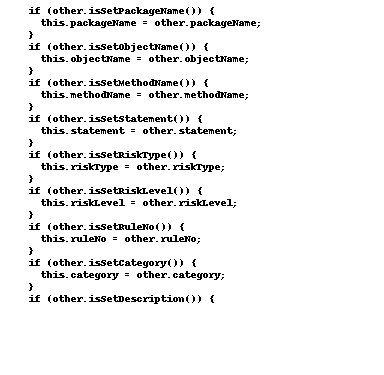 if (other.isSetPackageName()) {
this.packageName = other.packageName;
}
if (other.isSetObjectName()) {
this.objectName = other.objectName;
}
if (other.isSetMethodName()) {
this.methodName = other.methodName;
}
if (other.isSetStatement()) {
this.statement = other.statement;
}
if (other.isSetRiskType()) {
this.riskType = other.riskType;
}
if (other.isSetRiskLevel()) {
this.riskLevel = other.riskLevel;
}
if (other.isSetRuleNo()) {
this.ruleNo = other.ruleNo;
}
if (other.isSetCategory()) {
this.category = other.category;
}
if (other.isSetDescription()) {